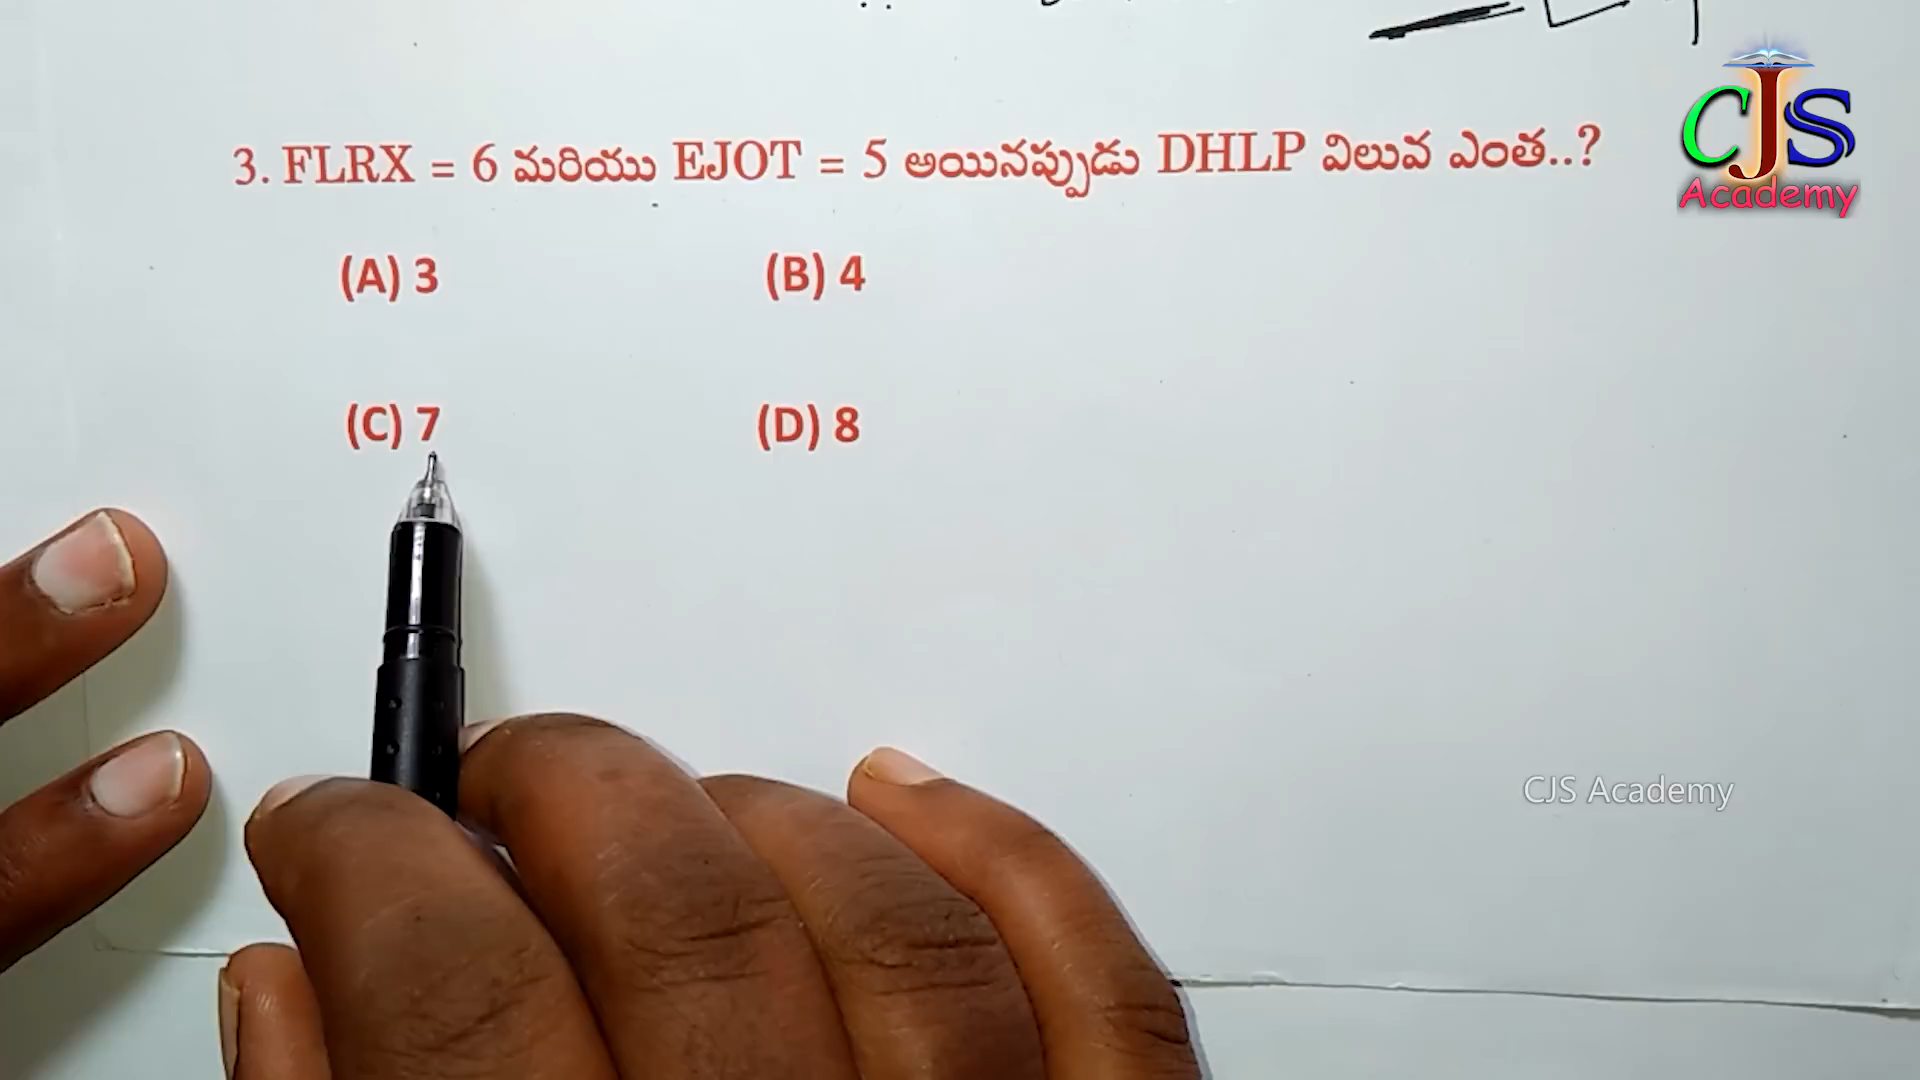 CJS
Academy
3. FLRX = 6 మరియు EJOT = 5 అయినప్పుడు DHLP విలువ ఎంత..?
(A) 3 (B) 4
(C) 7 (D) 8
CJS Academy